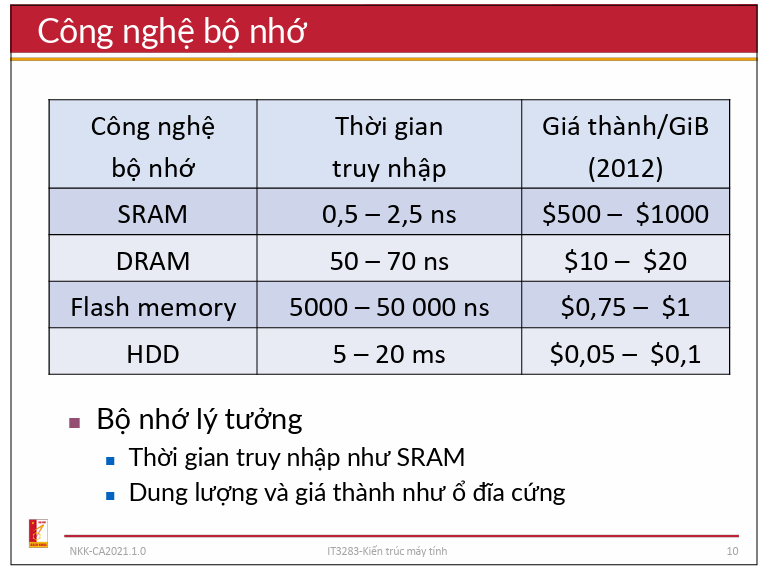 Công nghệ bộ nhớ
Công nghệ bộ nhớ
Thời gian truy nhập
Giá thành/GiB (2012)
SRAM
0,5 – 2,5 ns
$500 – $1000
DRAM
50 – 70 ns
$10 – $20
Flash memory
5000 – 50 000 ns
$0,75 – $1
HDD
5 – 20 ms
$0,05 – $0,1
Bộ nhớ lý tưởng
Thời gian truy nhập như SRAM
Dung lượng và giá thành như ổ đĩa cứng
NKK-CA2021.1.0
IT3283-Kiến trúc máy tính
10